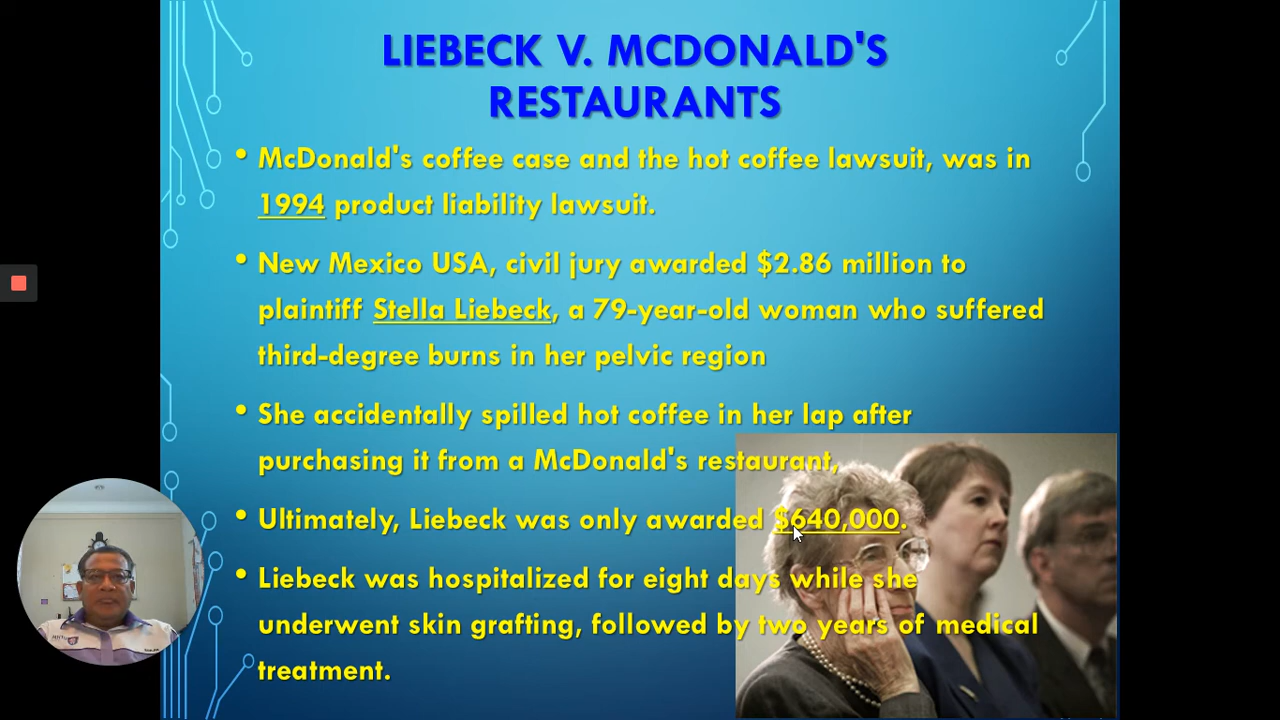 LIEBECK V. MCDONALD'S
RESTAURANTS
• McDonald's coffee case and the hot coffee lawsuit, was in
1994 product liability lawsuit.
• New Mexico USA, civil jury awarded $2.86 million to
plaintiff Stella Liebeck, a 79-year-old woman who suffered
third-degree burns in her pelvic region
• She accidentally spilled hot coffee in her lap after
purchasing it from a McDonald's restaurant,
• Ultimately, Liebeck was only awarded $640,000.
• Liebeck was hospitalized for eight days while she
underwent skin grafting, followed by two years of medical
treatment.